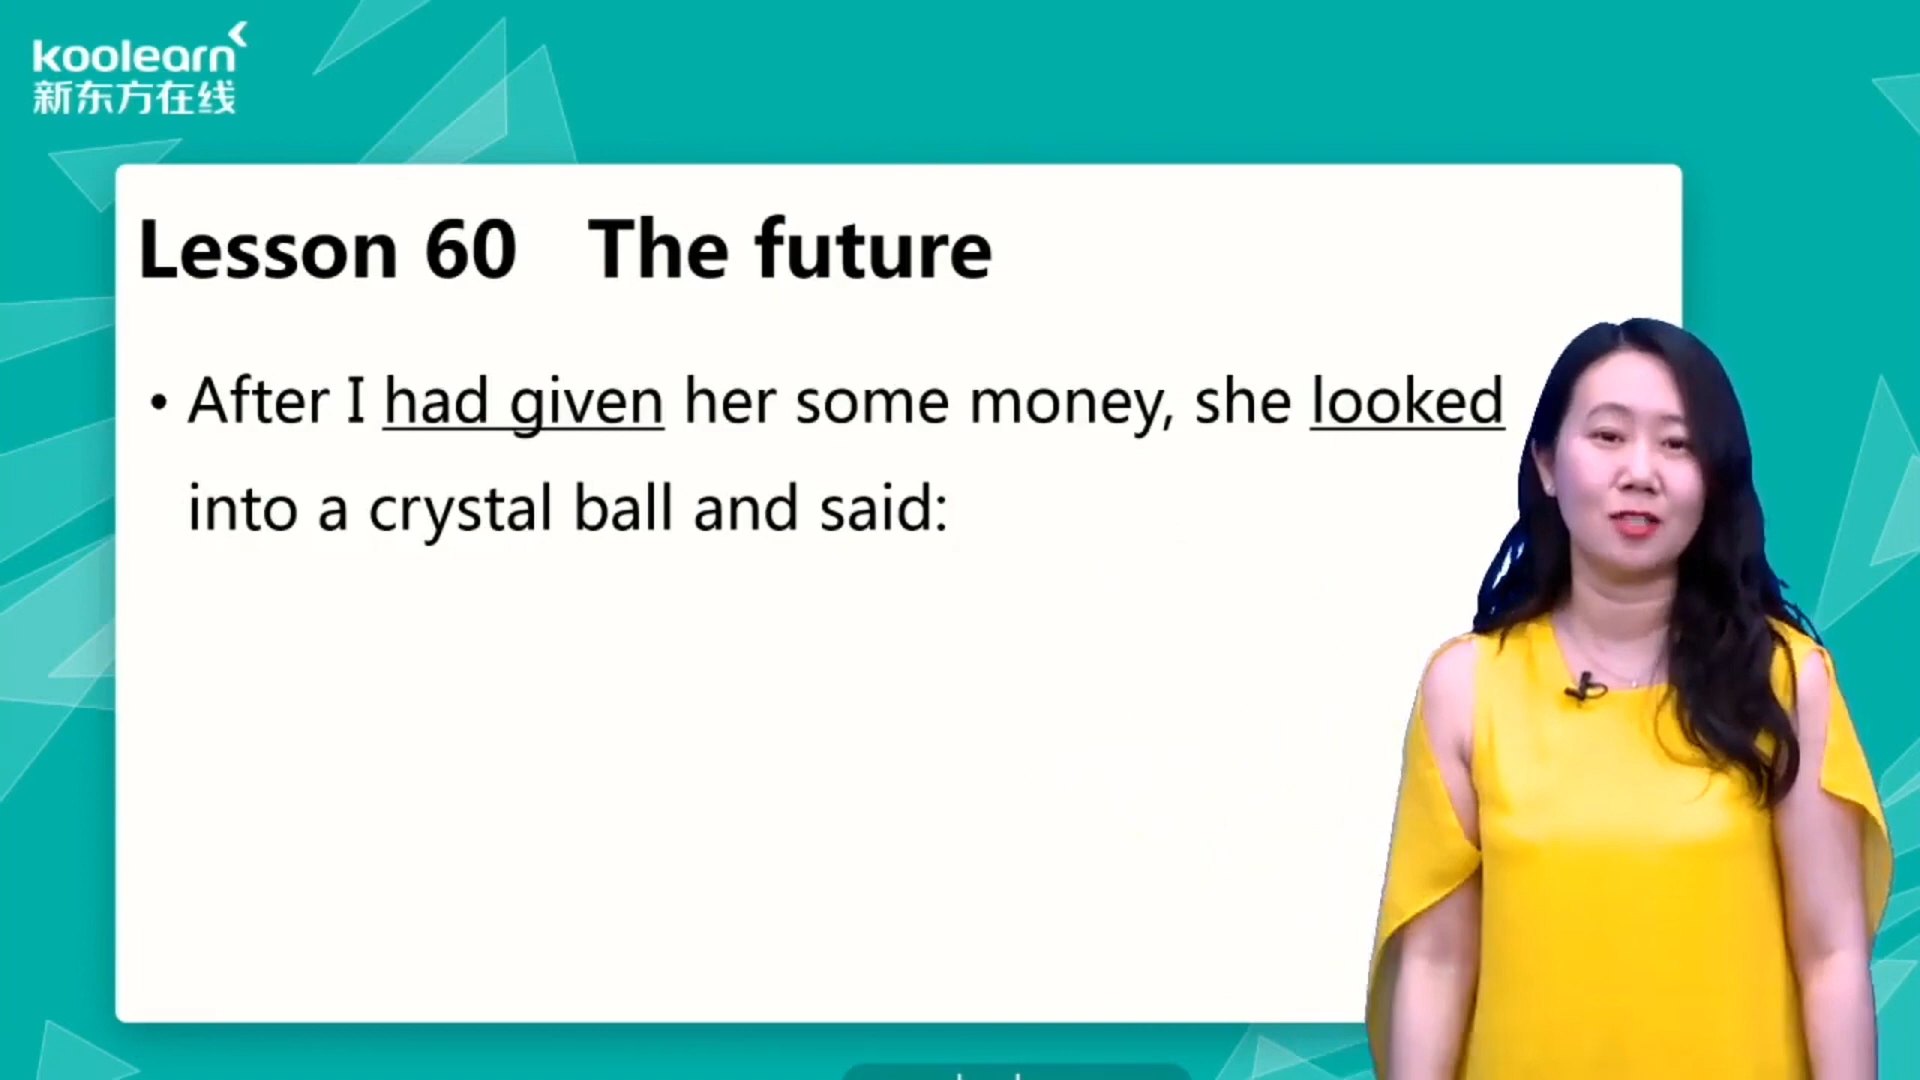 koolearn
新东方在线
Lesson 60 The future
• After I had given her some money, she looked
into a crystal ball and said: